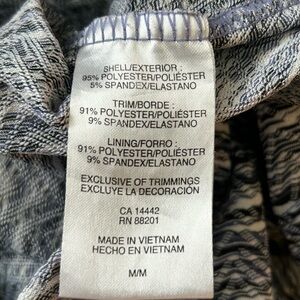 SHELL/EXTERIOR :
95% POLYESTER/POLIÉSTER
5% SPANDEX/ELASTANO
TRIM/BORDE :
91% POLYESTER/POLIÉSTER
9% SPANDEX/ELASTANO
LINING/FORRO :
91% POLYESTER/POLIÉSTER
9% SPANDEX/ELASTANO
EXCLUSIVE OF TRIMMINGS
EXCLUYE LA DECORACIÓN
CA 14442
RN 88201
MADE IN VIETNAM
HECHO EN VIETNAM
M/M